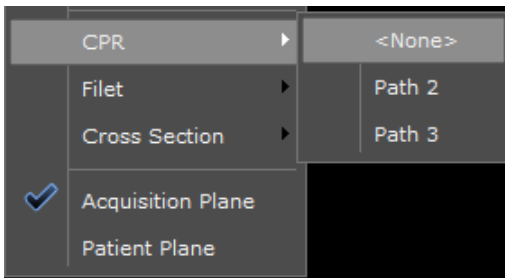 CPR
Filet
Cross Section
Acquisition Plane
Patient Plane
<None>
Path 2
Path 3